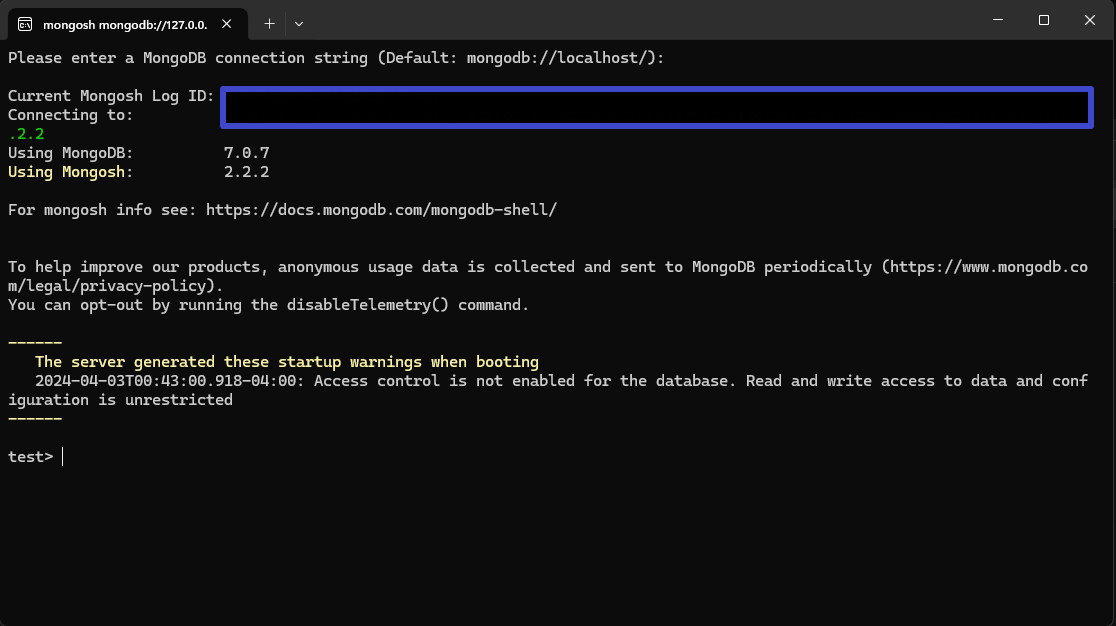 mongosh mongodb://127.0.0.
Please enter a MongoDB connection string (Default: mongodb://localhost/):
Current Mongosh Log ID:
Connecting to:
.2.2
Using MongoDB: 7.0.7
Using Mongosh: 2.2.2
For mongosh info see: https://docs.mongodb.com/mongodb-shell/
To help improve our products, anonymous usage data is collected and sent to MongoDB periodically (https://www.mongodb.co
m/legal/privacy-policy).
You can opt-out by running the disableTelemetry() command.
------
The server generated these startup warnings when booting
2024-04-03T00:43:00.918-04:00: Access control is not enabled for the database. Read and write access to data and conf
iguration is unrestricted
------
test>